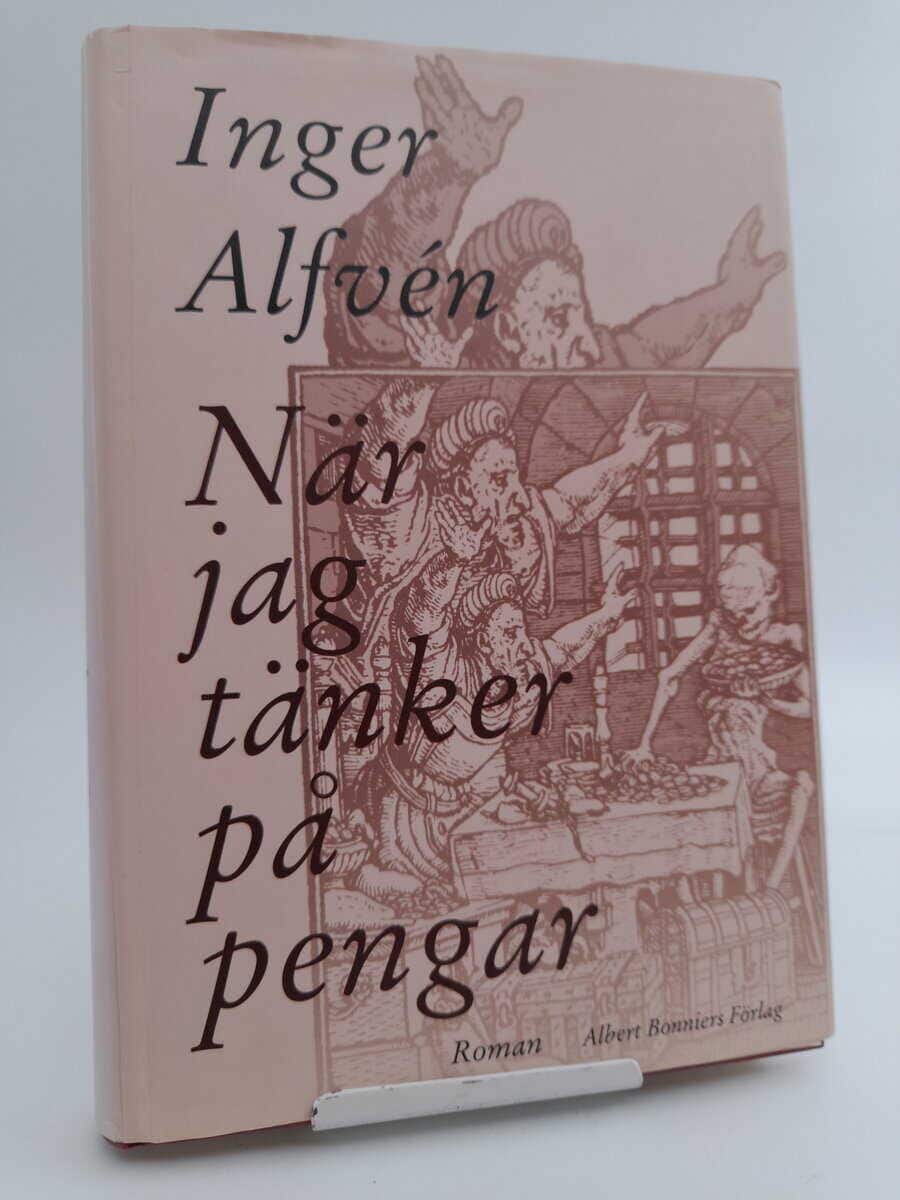 Inger
Alfvén
När
jag
tänker
på
pengar
Roman
Albert Bonniers Förlag